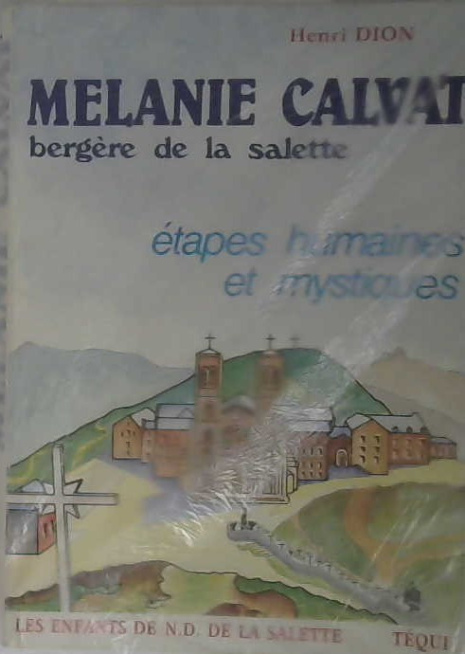 Henri DION
MELANIE CALVAT
bergère de la salette
étapes humaines
et mystiques
LES ENFANTS DE N.D. DE LA SALETTE TÉQUI